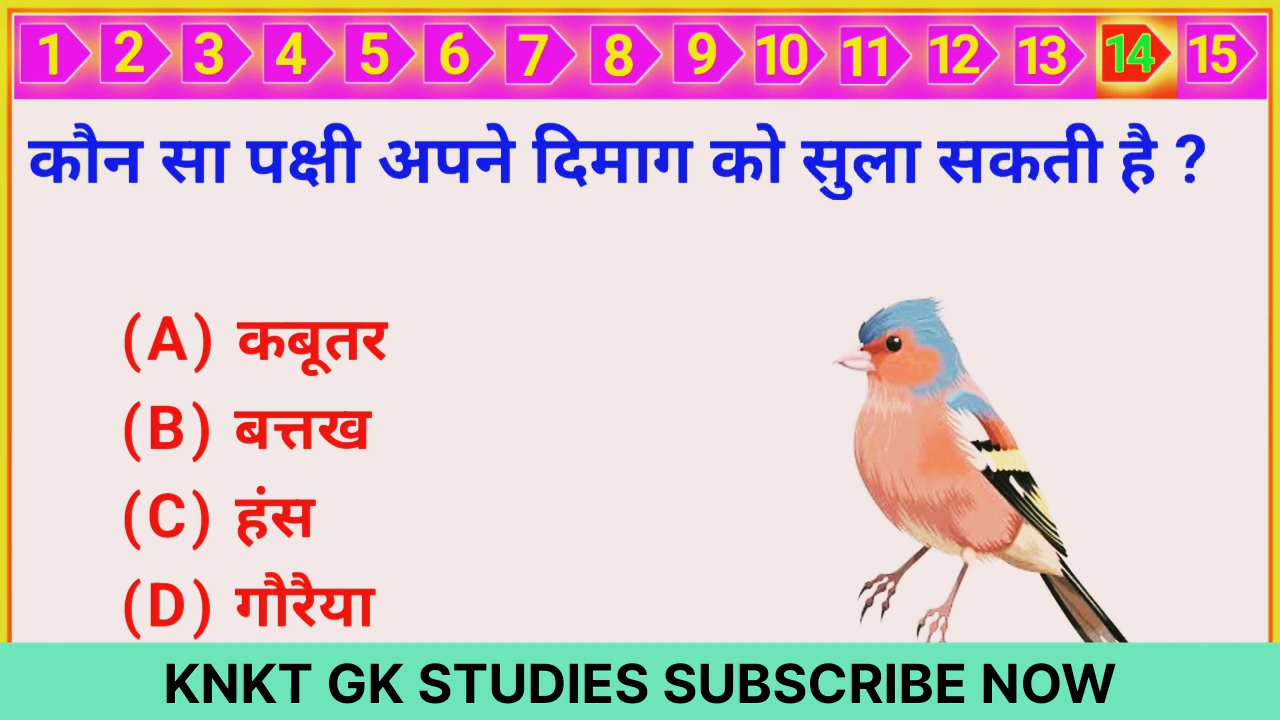 1 2 3 4 5 6 7 8 9 10 11 12 13 14 15
कौन सा पक्षी अपने दिमाग को सुला सकती है ?
(A) कबूतर
(B) बत्तख
(C) हंस
(D) गौरैया
KNKT GK STUDIES SUBSCRIBE NOW